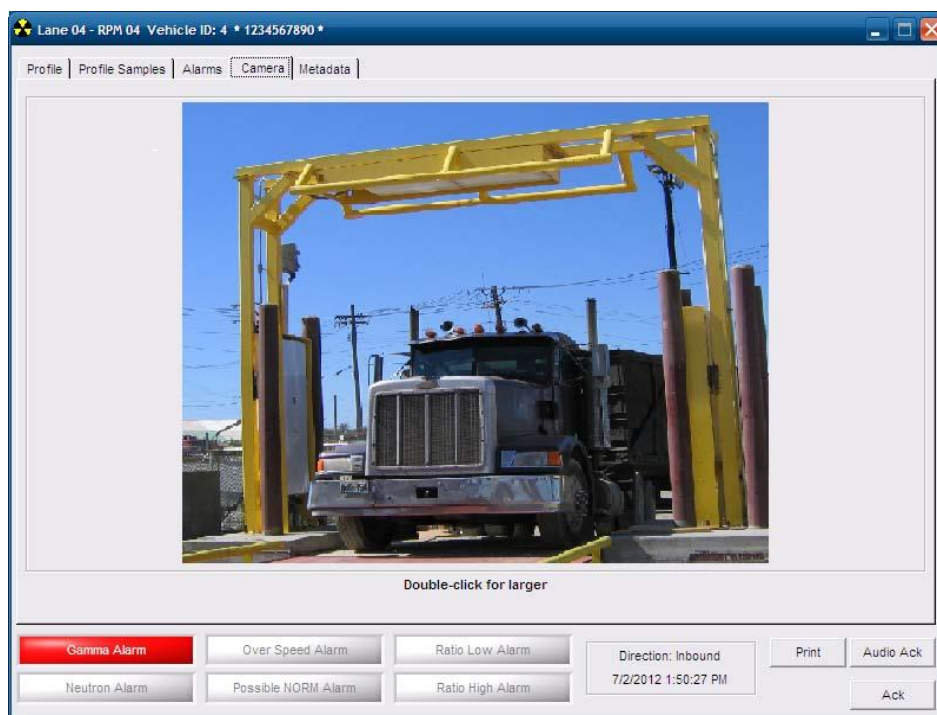 Lane 04 - RPM 04 Vehicle ID: 4 * 1234567890 *
Profile Profile Samples Alarms Camera Metadata
Double-click for larger
Gamma Alarm Over Speed Alarm Ratio Low Alarm
Neutron Alarm Possible NORM Alarm Ratio High Alarm
Direction: Inbound
7/2/2012 1:50:27 PM
Print Audio Ack
Ack